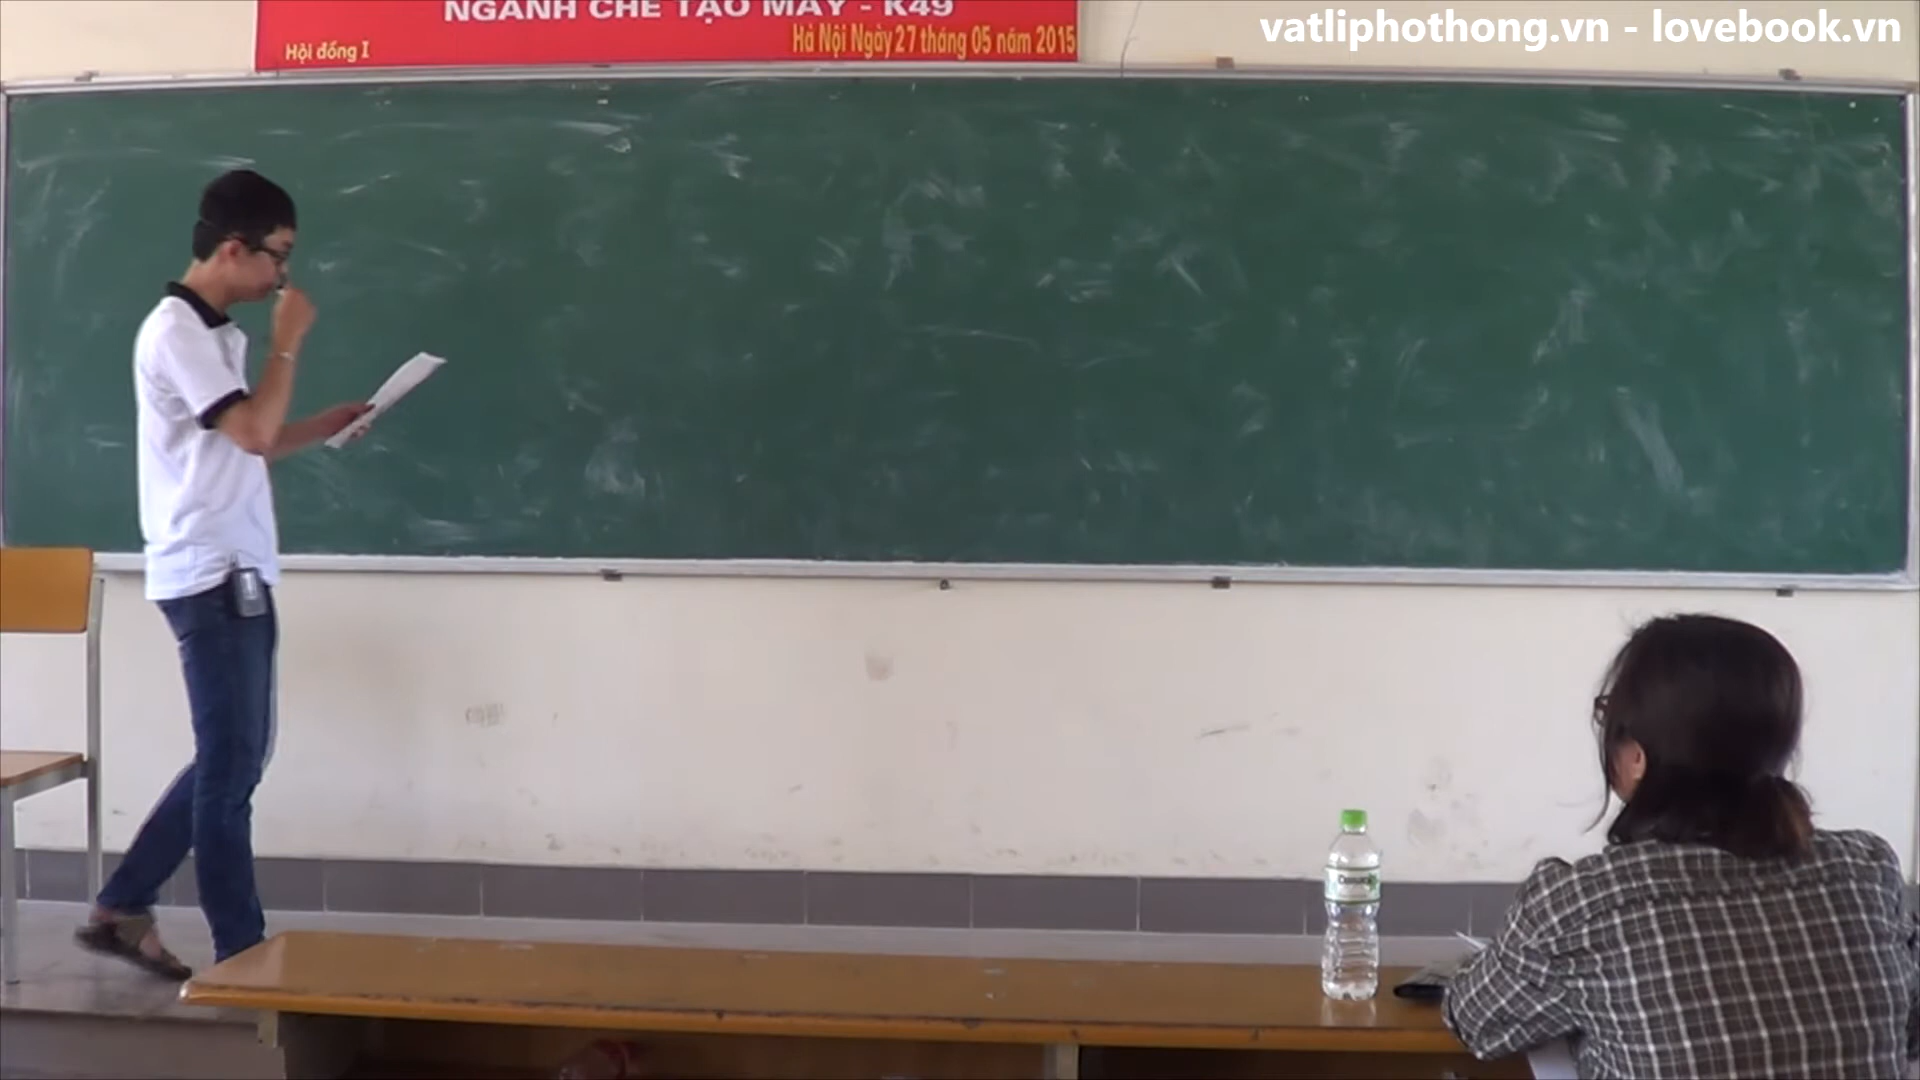 NGÀNH CHẾ TẠO MÁY - K49
Hội đồng I
Hà Nội Ngày 27 tháng 05 năm 2015
vatliphothong.vn - lovebook.vn